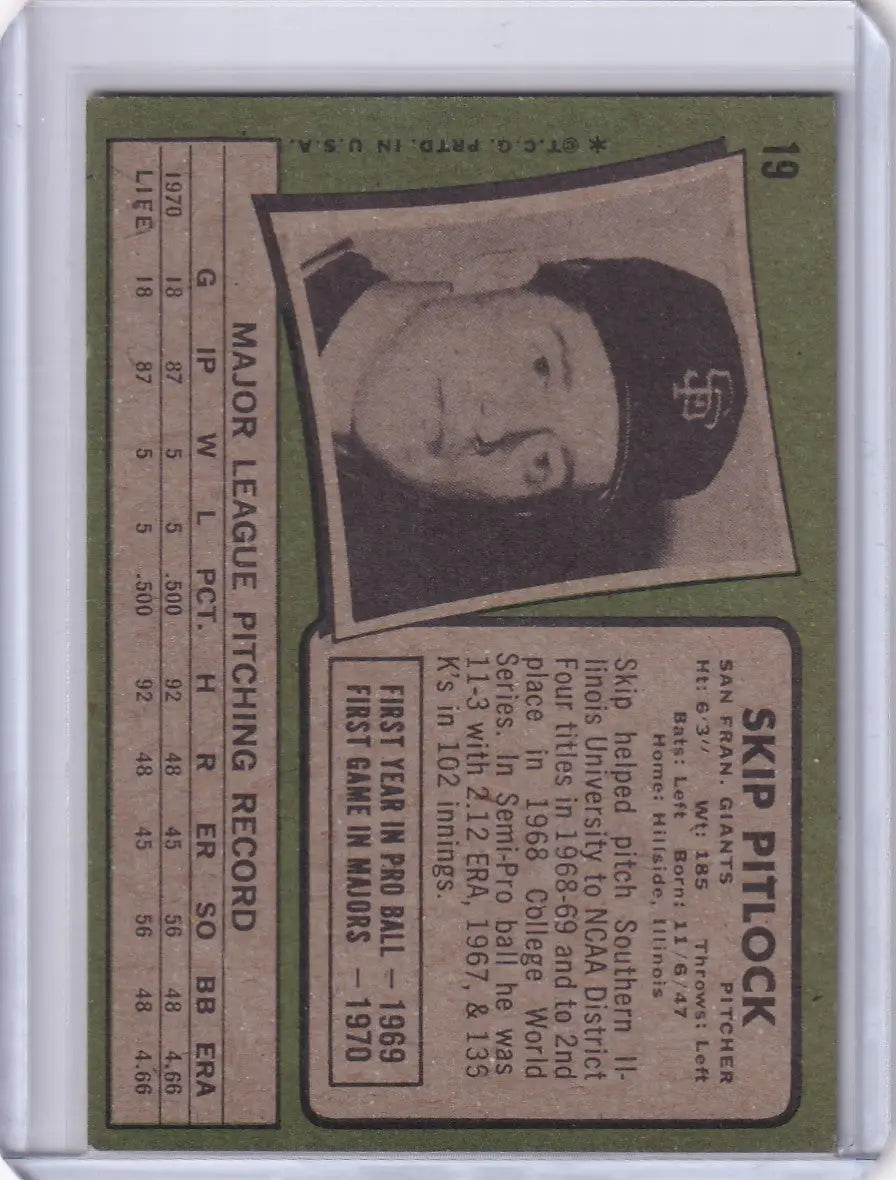 19
*©T.C.G. PRTD. IN U.S.A.
SF
SKIP PITLOCK
SAN FRAN. GIANTS PITCHER
Ht: 6'3" Wt: 185 Throws: Left
Bats: Left Born: 11/6/47
Home: Hillside, Illinois
Skip helped pitch Southern Il-
linois University to NCAA District
Four titles in 1968-69 and to 2nd
place in 1968 College World
Series. In Semi-Pro ball he was
11-3 with 2.12 ERA, 1967, & 136
K's in 102 innings.
FIRST YEAR IN PRO BALL — 1969
FIRST GAME IN MAJORS — 1970
MAJOR LEAGUE PITCHING RECORD
G IP W L PCT. H R ER SO BB ERA
1970 18 87 5 5 .500 92 48 45 56 48 4.66
LIFE 18 87 5 5 .500 92 48 45 56 48 4.66